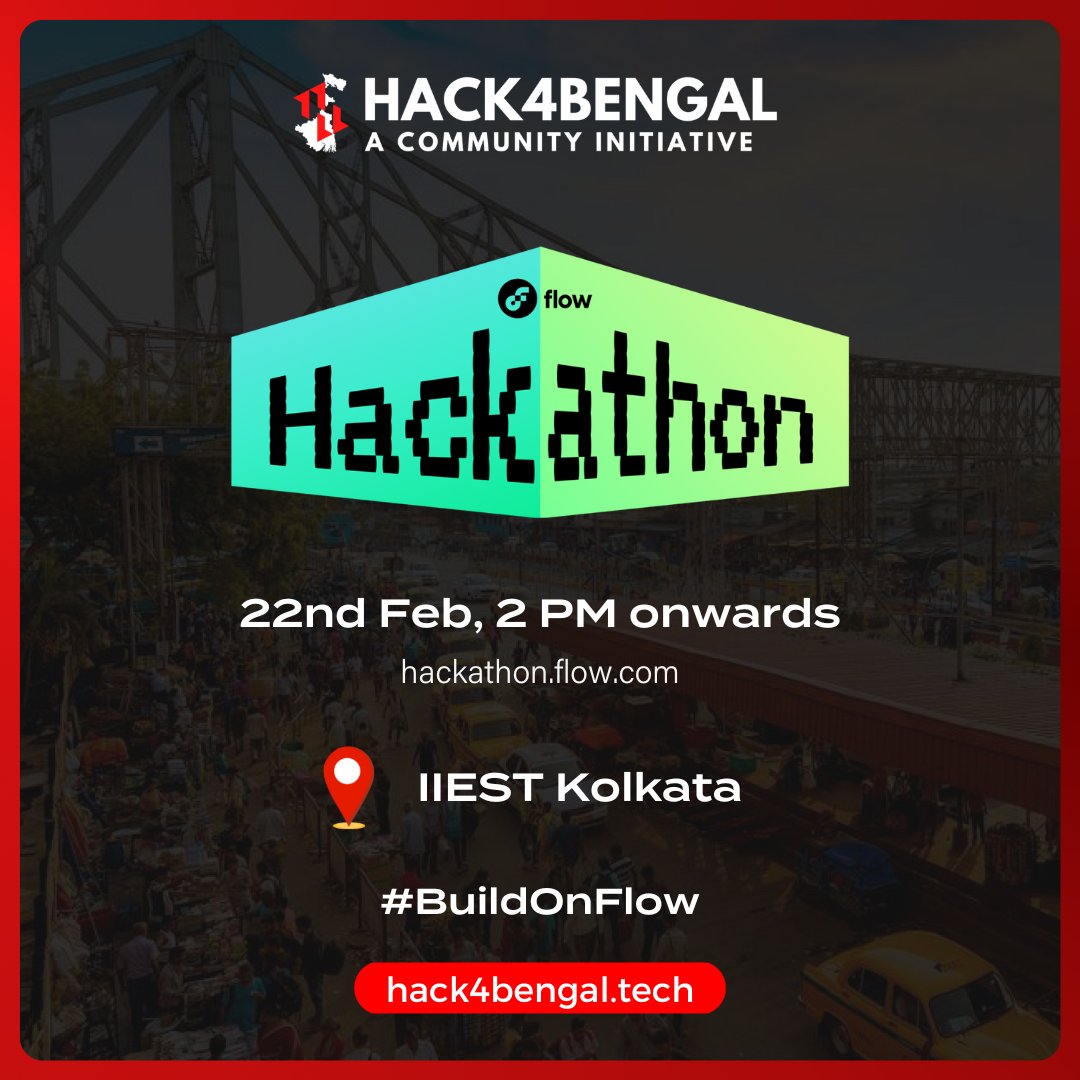 HACK4BENGAL
A COMMUNITY INITIATIVE
flow
Hackathon
22nd Feb, 2 PM onwards
hackathon.flow.com
IIEST Kolkata
#BuildOnFlow
hack4bengal.tech